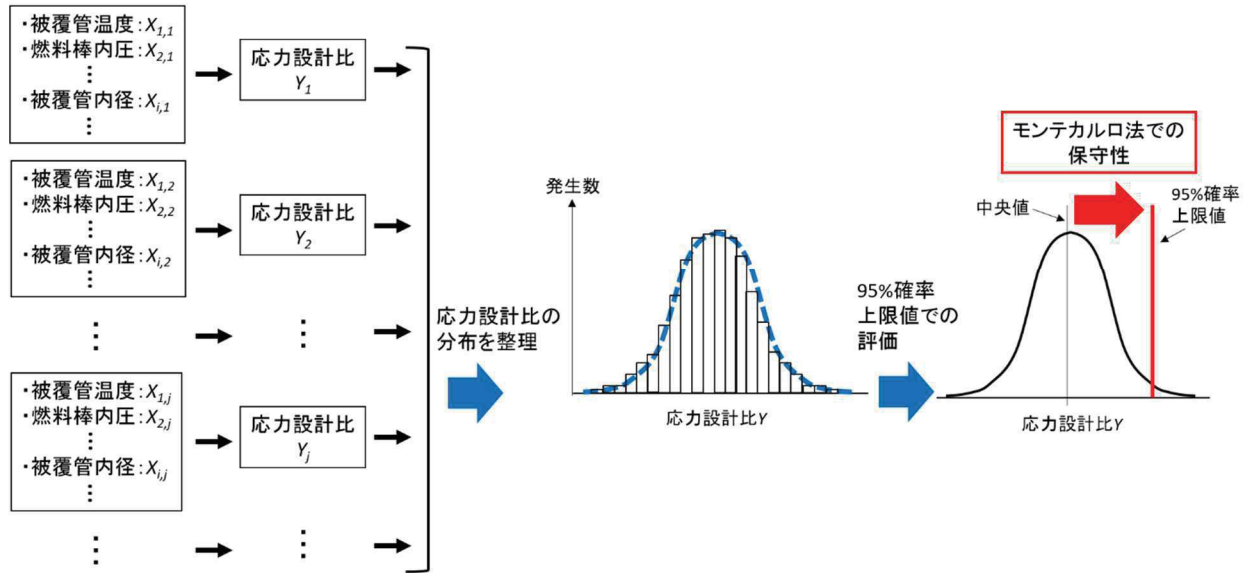 ・被覆管温度：X1,1
・燃料棒内圧：X2,1
⋮
・被覆管内径：Xi,1
⋮
応力設計比
Y1
・被覆管温度：X1,2
・燃料棒内圧：X2,2
⋮
・被覆管内径：Xi,2
⋮
応力設計比
Y2
⋮
⋮
・被覆管温度：X1,j
・燃料棒内圧：X2,j
⋮
・被覆管内径：Xi,j
⋮
応力設計比
Yj
⋮
⋮
応力設計比の
分布を整理
発生数
応力設計比Y
95%確率
上限値での
評価
モンテカルロ法での
保守性
中央値
95%確率
上限値
応力設計比Y